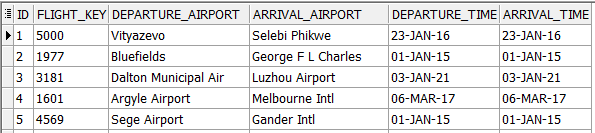 ID FLIGHT_KEY DEPARTURE_AIRPORT ARRIVAL_AIRPORT DEPARTURE_TIME ARRIVAL_TIME
1 5000 Vityazevo Selebi Phikwe 23-JAN-16 23-JAN-16
2 1977 Bluefields George F L Charles 01-JAN-15 01-JAN-15
3 3181 Dalton Municipal Air Luzhou Airport 03-JAN-21 03-JAN-21
4 1601 Argyle Airport Melbourne Intl 06-MAR-17 06-MAR-17
5 4569 Sege Airport Gander Intl 01-JAN-15 01-JAN-15